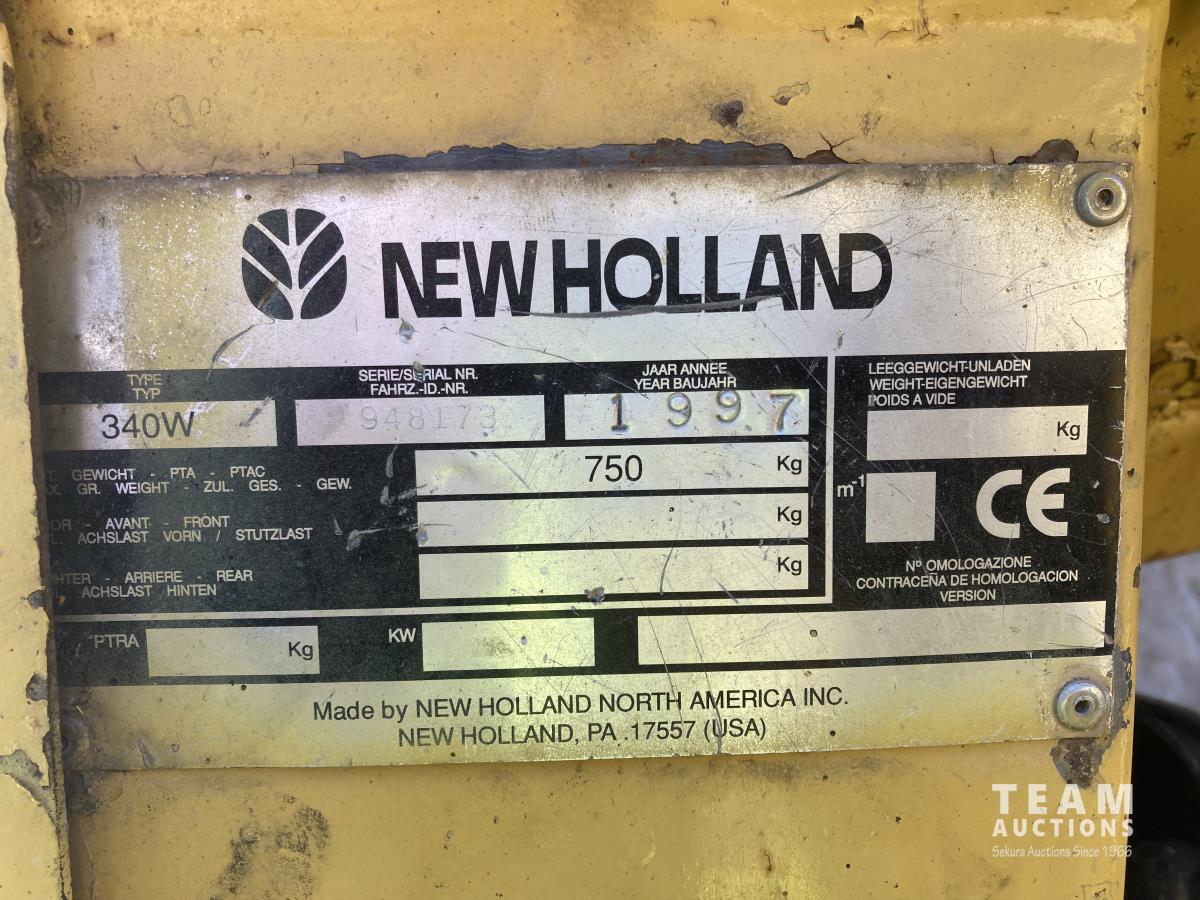 NEW HOLLAND
TYPE
TYP
SERIE/SERIAL NR.
FAHRZ.-ID.-NR.
JAAR ANNEE
YEAR BAUJAHR
LEEGGEWICHT-UNLADEN
WEIGHT-EIGENGEWICHT
POIDS A VIDE
340W
948173
1997
Kg
GEWICHT - PTA - PTAC
GR. WEIGHT - ZUL. GES. - GEW.
750 Kg
- AVANT - FRONT
ACHSLAST VORN / STUTZLAST
Kg
- ARRIERE - REAR
ACHSLAST HINTEN
Kg
m-1
CE
Nº OMOLOGAZIONE
CONTRACEÑA DE HOMOLOGACION
VERSION
PTRA
Kg
KW
Made by NEW HOLLAND NORTH AMERICA INC.
NEW HOLLAND, PA .17557 (USA)
TEAM
AUCTIONS
Sekura Auctions Since 1966